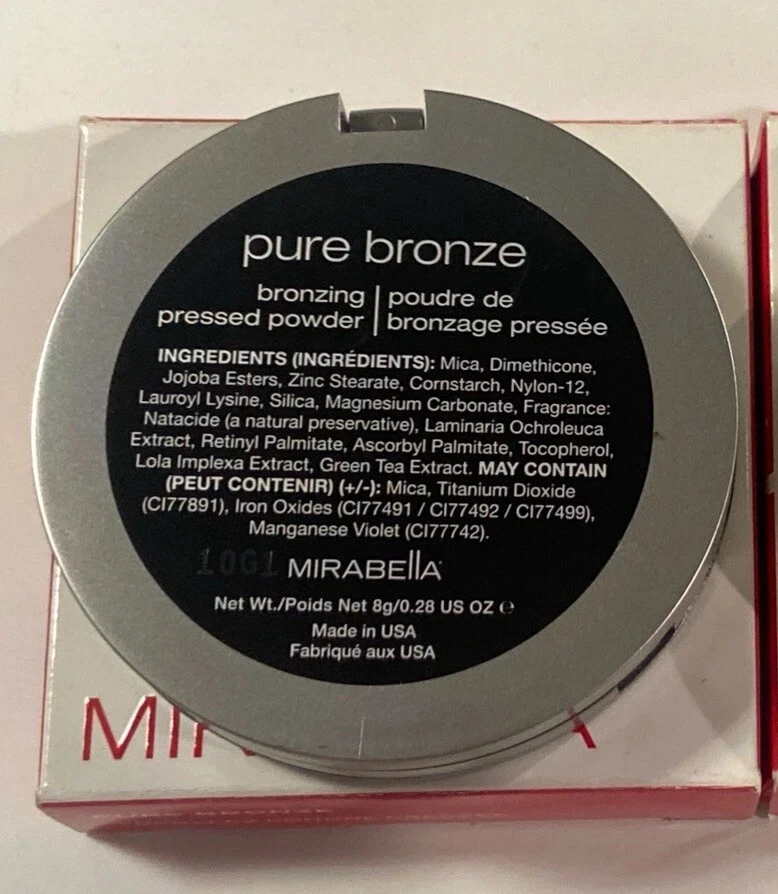 pure bronze
bronzing | poudre de
pressed powder | bronzage pressée
INGREDIENTS (INGRÉDIENTS): Mica, Dimethicone,
Jojoba Esters, Zinc Stearate, Cornstarch, Nylon-12,
Lauroyl Lysine, Silica, Magnesium Carbonate, Fragrance:
Natacide (a natural preservative), Laminaria Ochroleuca
Extract, Retinyl Palmitate, Ascorbyl Palmitate, Tocopherol,
Lola Implexa Extract, Green Tea Extract. MAY CONTAIN
(PEUT CONTENIR) (+/-): Mica, Titanium Dioxide
(CI77891), Iron Oxides (CI77491 / CI77492 / CI77499),
Manganese Violet (CI77742).
10G1 MIRABEllA
Net Wt./Poids Net 8g/0.28 US OZ ℮
Made in USA
Fabriqué aux USA